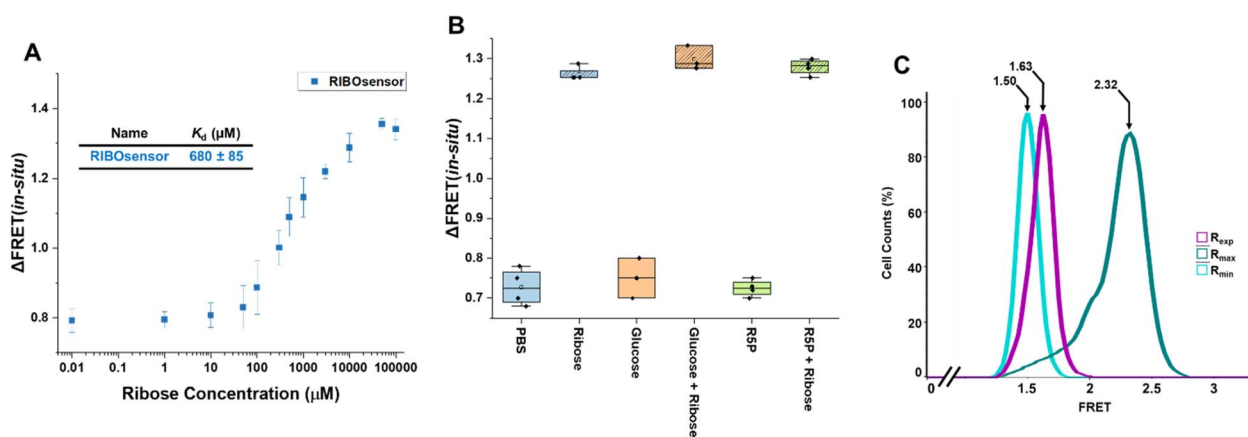 A
RIBOsensor
ΔFRET(in-situ)
1.4
1.2
1.0
0.8
Name Kd (μM)
RIBOsensor 680 ± 85
0.01 0.1 1 10 100 1000 10000 100000
Ribose Concentration (μM)
B
ΔFRET(in-situ)
1.3
1.2
1.1
1.0
0.9
0.8
0.7
PBS
Ribose
Glucose
Glucose + Ribose
R5P
R5P + Ribose
C
1.50
1.63
2.32
Cell Counts (%)
100
80
60
40
20
0
Rexp
Rmax
Rmin
0 1.5 2 2.5 3
FRET